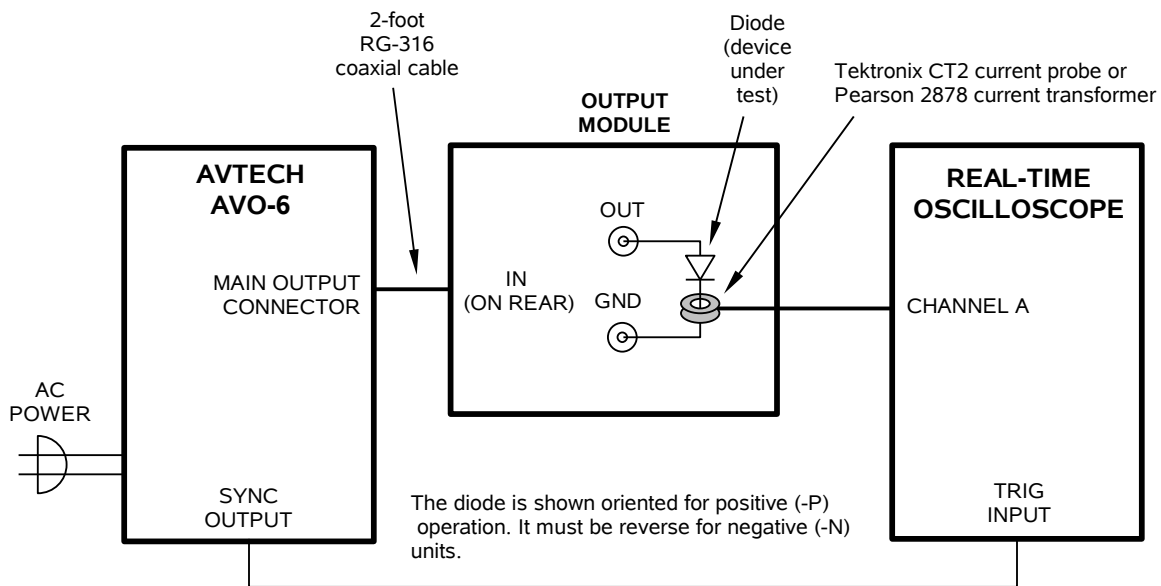 2-foot
RG-316
coaxial cable
Diode
(device
under
test)
Tektronix CT2 current probe or
Pearson 2878 current transformer
OUTPUT
MODULE
AVTECH
AVO-6
REAL-TIME
OSCILLOSCOPE
OUT
MAIN OUTPUT
CONNECTOR
IN
(ON REAR)
GND
CHANNEL A
AC
POWER
SYNC
OUTPUT
The diode is shown oriented for positive (-P)
operation. It must be reverse for negative (-N)
units.
TRIG
INPUT